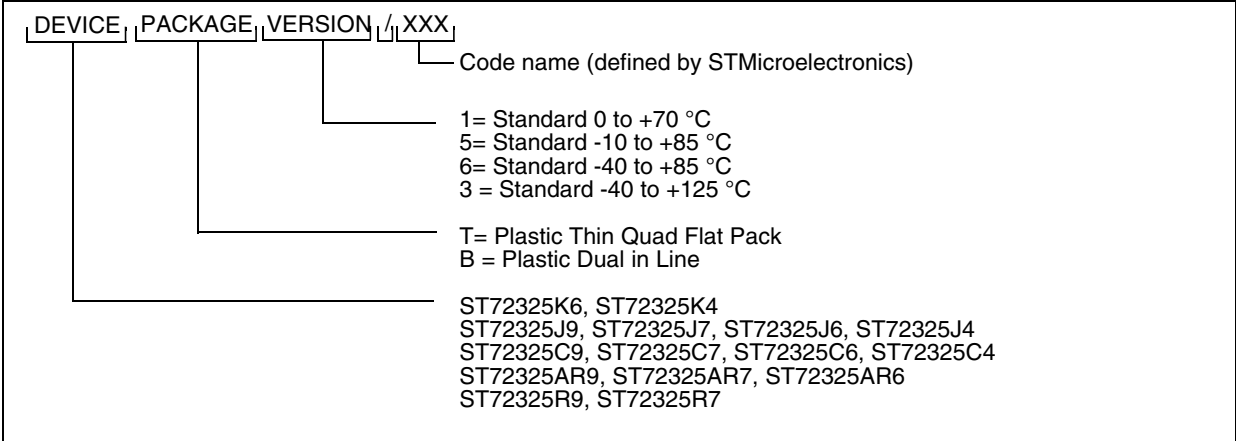 DEVICE PACKAGE VERSION / XXX
Code name (defined by STMicroelectronics)
1= Standard 0 to +70 °C
5= Standard -10 to +85 °C
6= Standard -40 to +85 °C
3 = Standard -40 to +125 °C
T= Plastic Thin Quad Flat Pack
B = Plastic Dual in Line
ST72325K6, ST72325K4
ST72325J9, ST72325J7, ST72325J6, ST72325J4
ST72325C9, ST72325C7, ST72325C6, ST72325C4
ST72325AR9, ST72325AR7, ST72325AR6
ST72325R9, ST72325R7